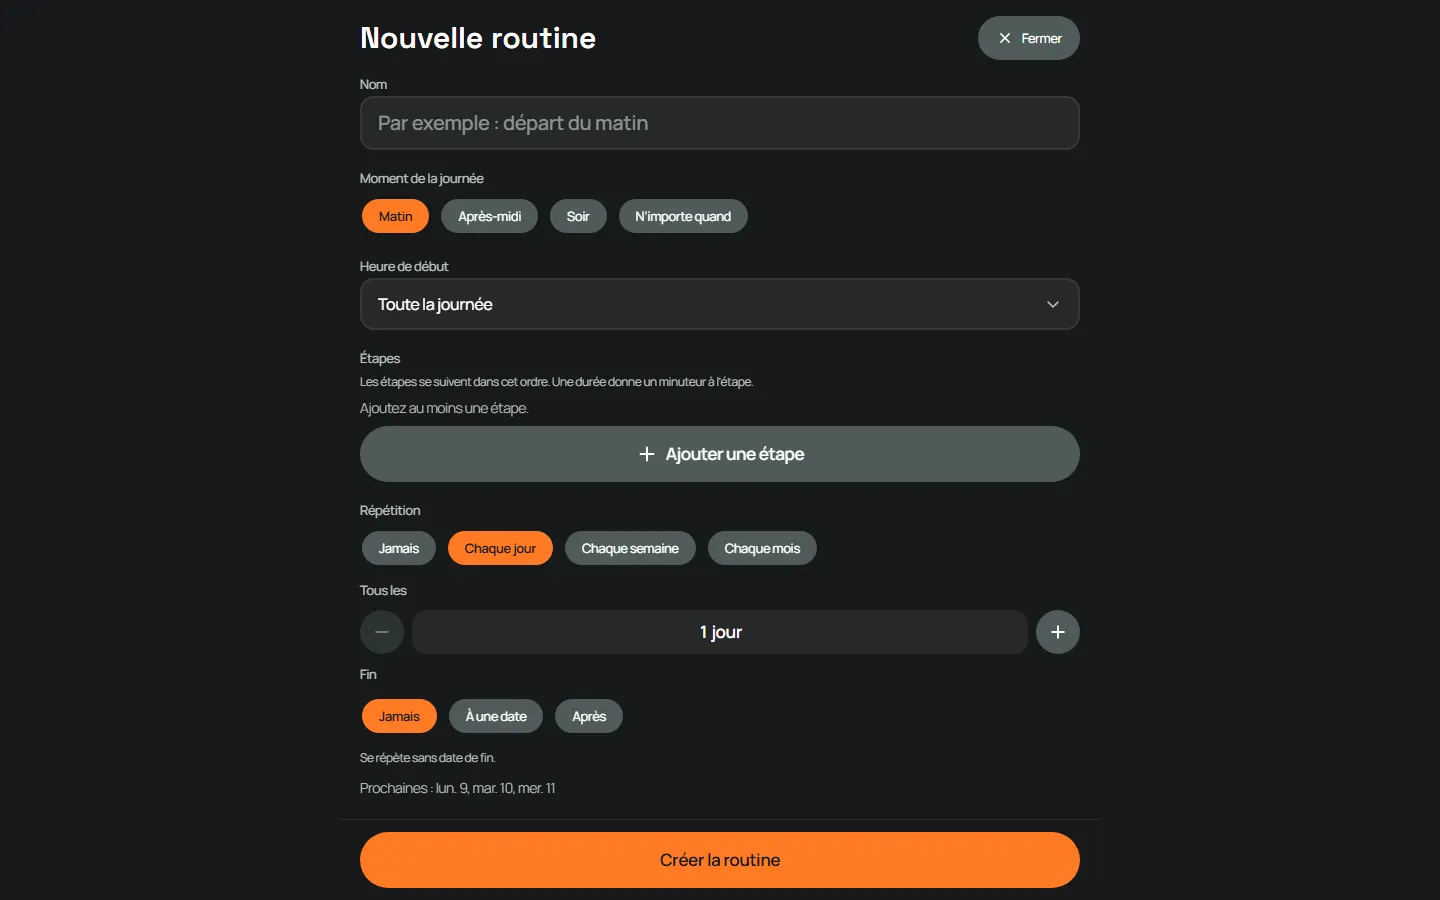 Nouvelle routine
Fermer
Nom
Par exemple : départ du matin
Moment de la journée
Matin
Après-midi
Soir
N'importe quand
Heure de début
Toute la journée
Étapes
Les étapes se suivent dans cet ordre. Une durée donne un minuteur à l'étape.
Ajoutez au moins une étape.
Ajouter une étape
Répétition
Jamais
Chaque jour
Chaque semaine
Chaque mois
Tous les
1 jour
Fin
Jamais
À une date
Après
Se répète sans date de fin.
Prochaines : lun. 9, mar. 10, mer. 11
Créer la routine